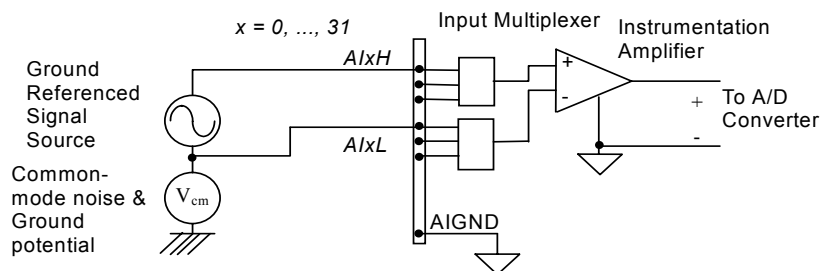 x = 0, ..., 31
Input Multiplexer
Instrumentation
Amplifier
Ground
Referenced
Signal
Source
AIxH
+
-
+
-
To A/D
Converter
AIxL
Common-
mode noise &
Ground
potential
Vcm
AIGND